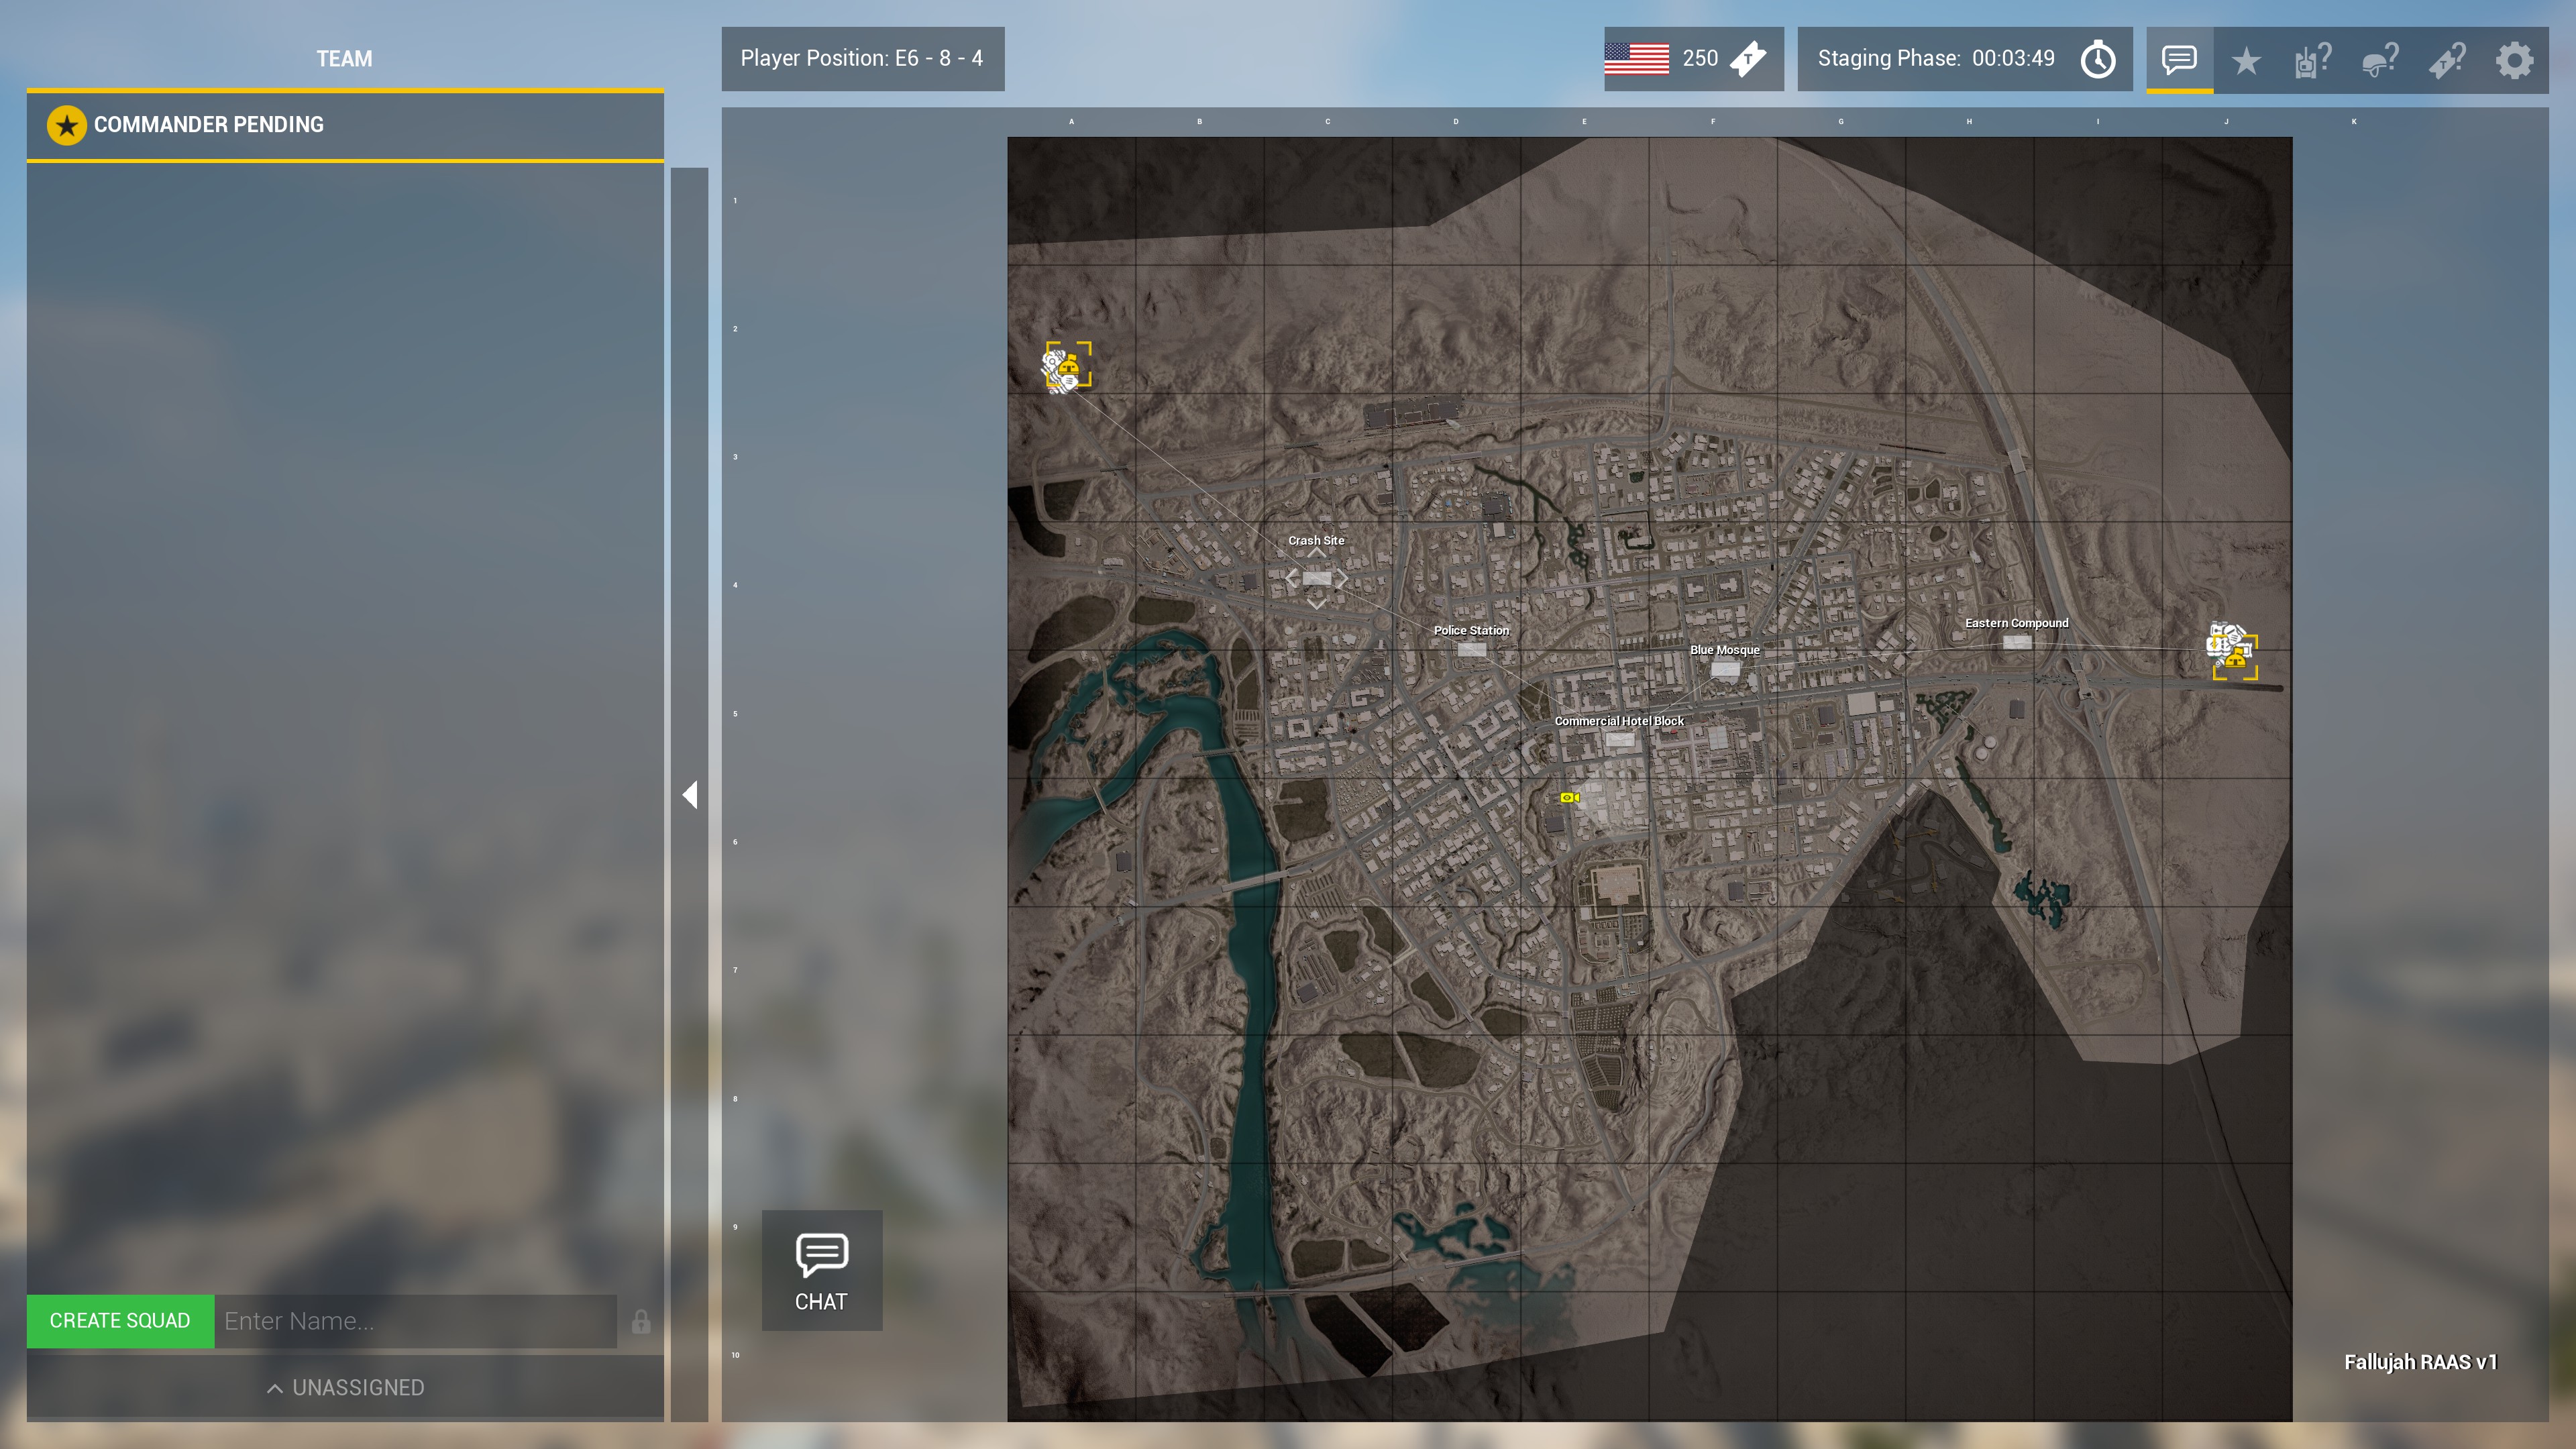 TEAM
Player Position: E6 - 8 - 4
250
T
Staging Phase: 00:03:49
?
?
T?
COMMANDER PENDING
A B C D E F G H I J K
1
2
3
Crash Site
4
Police Station
Eastern Compound
Blue Mosque
5
Commercial Hotel Block
6
7
8
9
CHAT
CREATE SQUAD
Enter Name...
10
Fallujah RAAS v1
UNASSIGNED